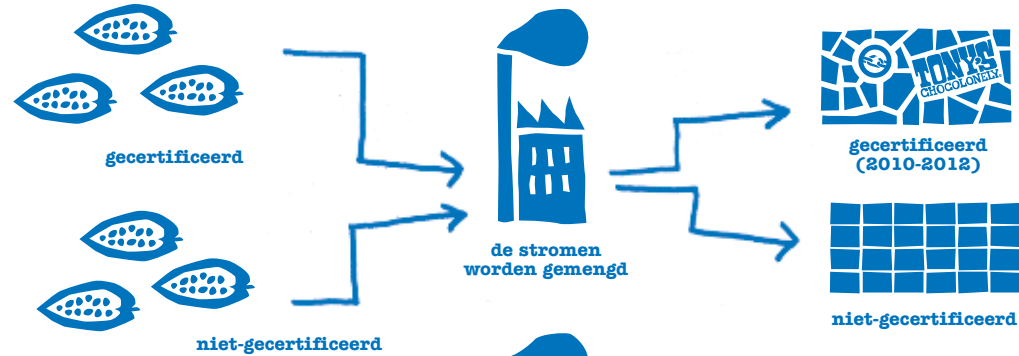 gecertificeerd
niet-gecertificeerd
de stromen
worden gemengd
TONY'S
CHOCOLONELY
gecertificeerd
(2010-2012)
niet-gecertificeerd